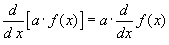 d/dx [a · f(x)] = a · d/dx f(x)